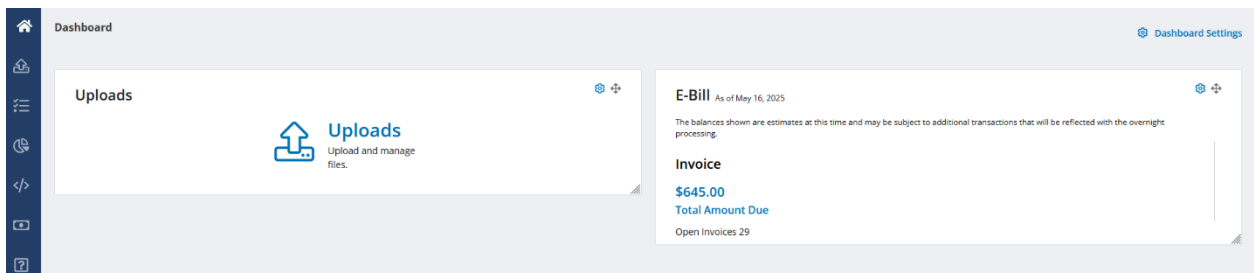 Dashboard
Dashboard Settings
Uploads
Uploads
Upload and manage
files.
E-Bill As of May 16, 2025
The balances shown are estimates at this time and may be subject to additional transactions that will be reflected with the overnight
processing.
Invoice
$645.00
Total Amount Due
Open Invoices 29